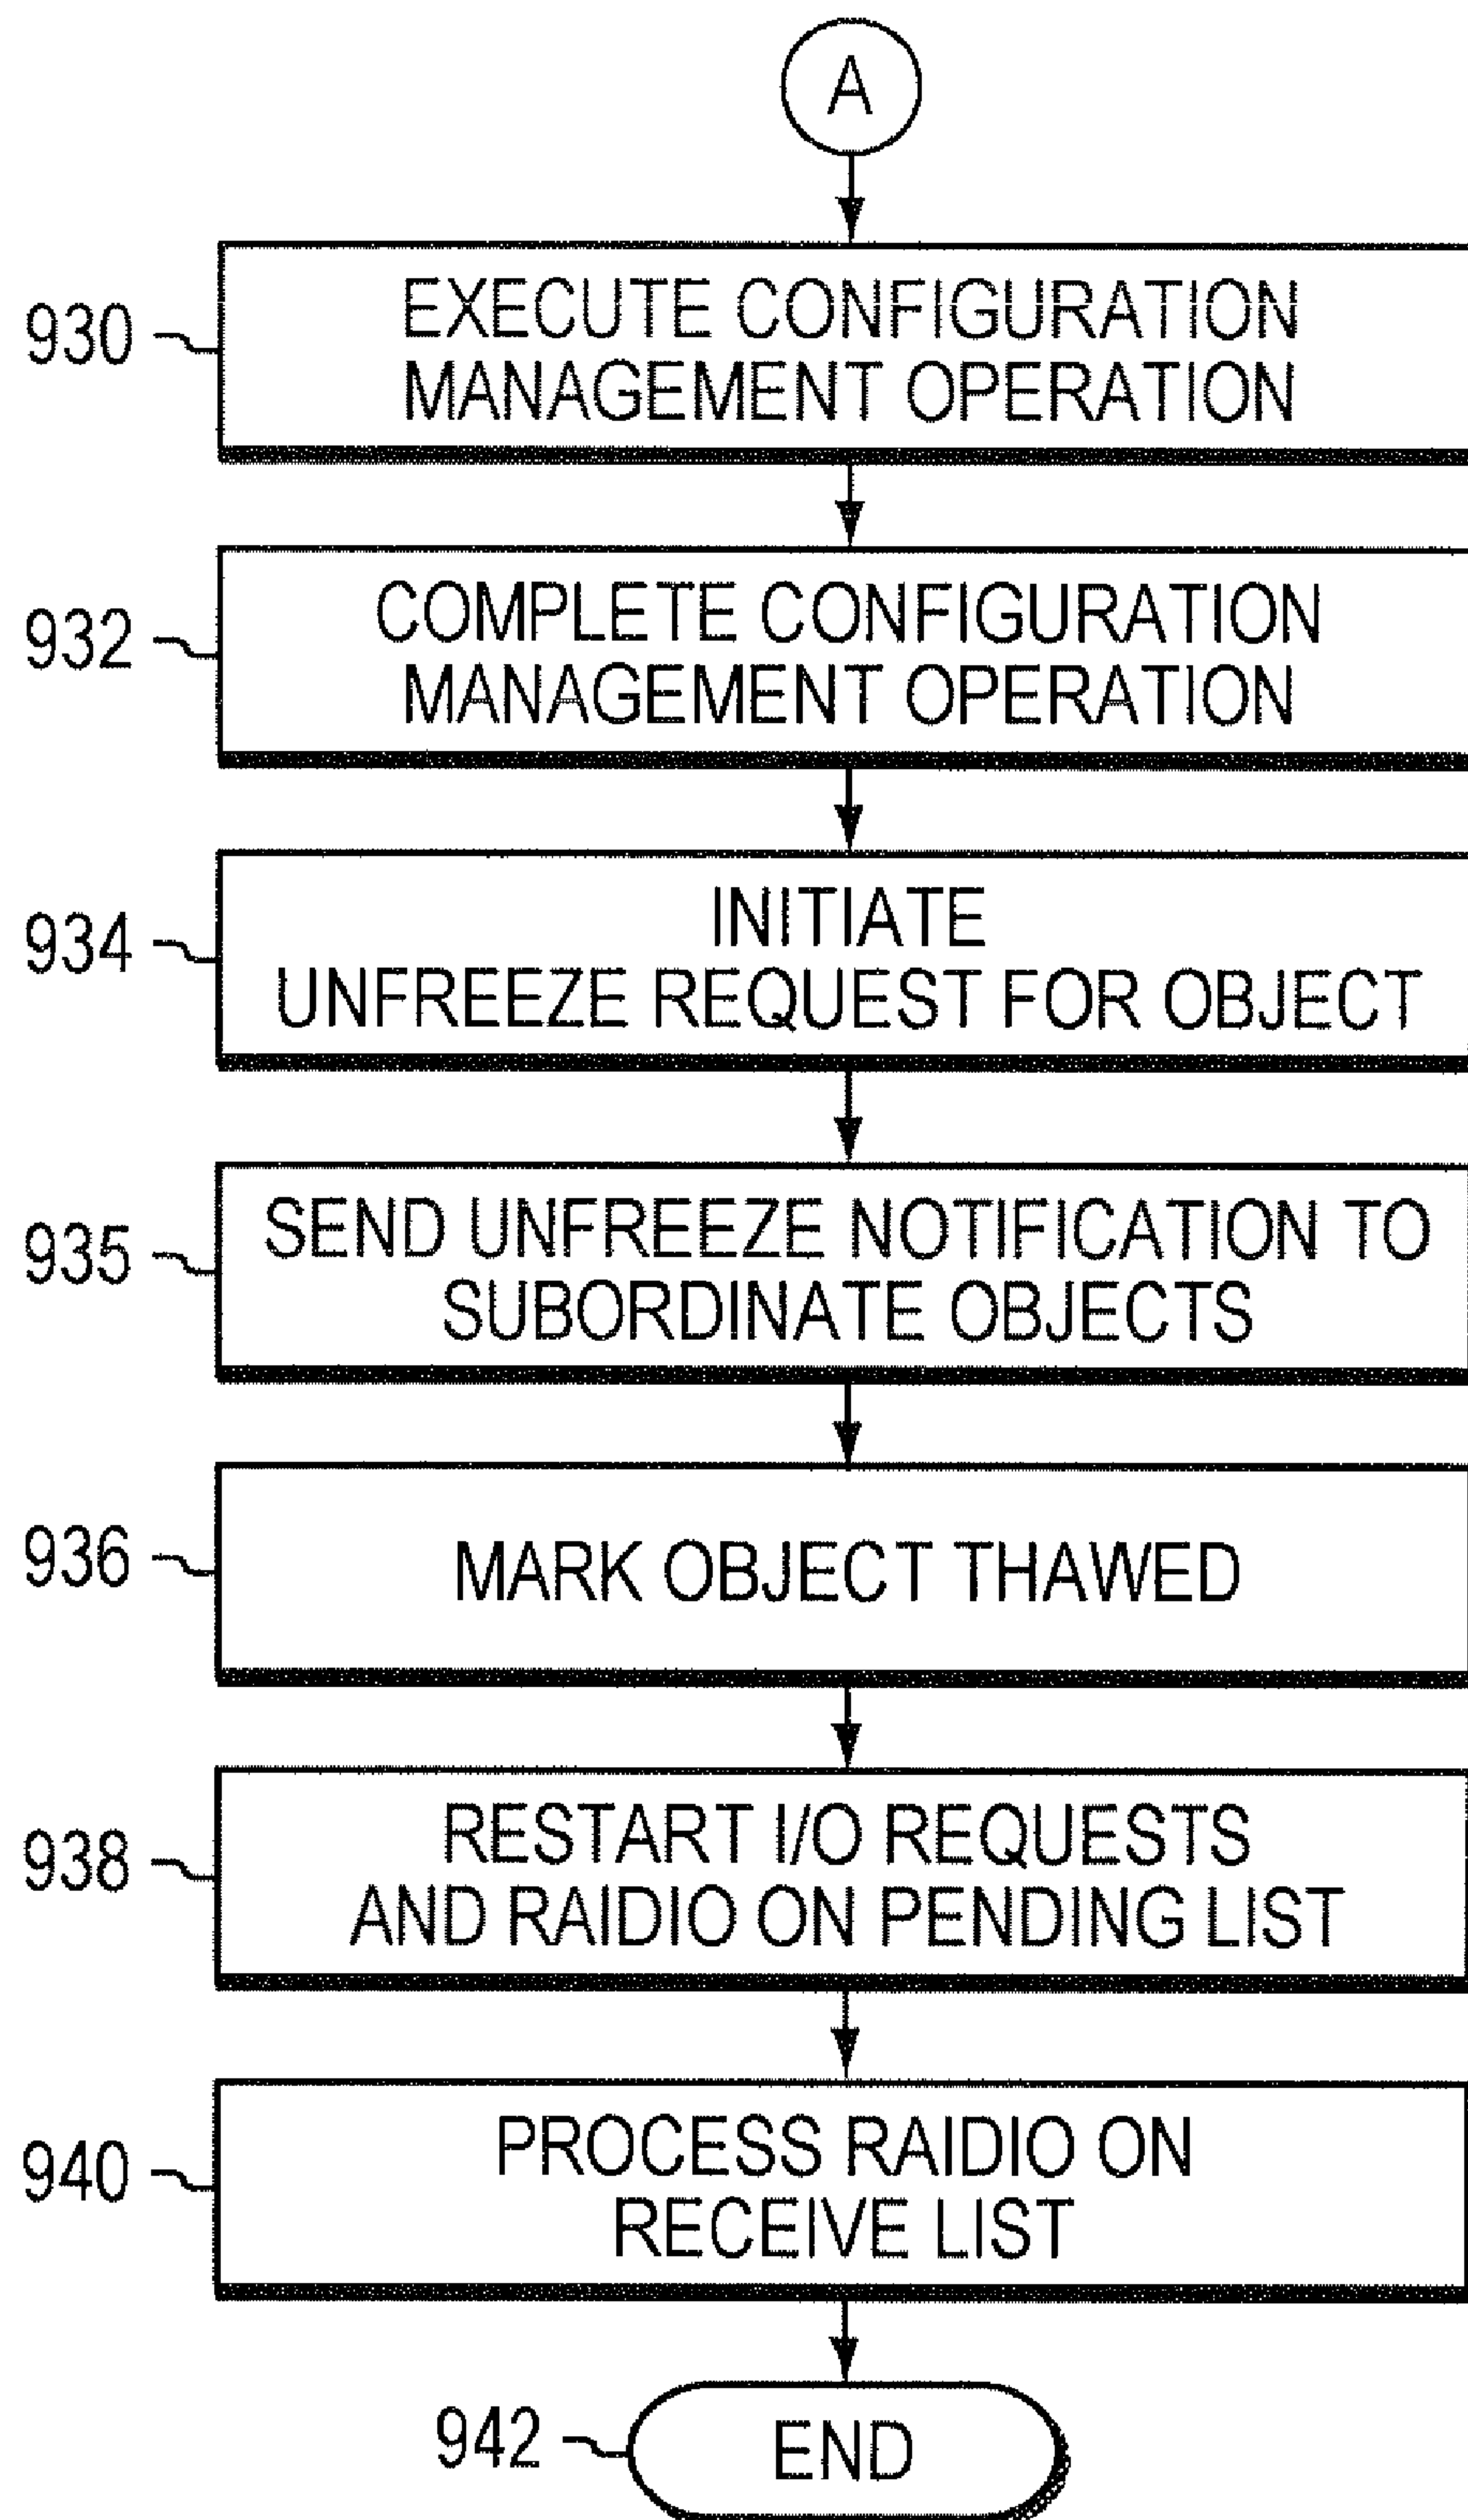 A
930
EXECUTE CONFIGURATION
MANAGEMENT OPERATION
932
COMPLETE CONFIGURATION
MANAGEMENT OPERATION
934
INITIATE
UNFREEZE REQUEST FOR OBJECT
935
SEND UNFREEZE NOTIFICATION TO
SUBORDINATE OBJECTS
936
MARK OBJECT THAWED
938
RESTART I/O REQUESTS
AND RAIDIO ON PENDING LIST
940
PROCESS RAIDIO ON
RECEIVE LIST
942
END